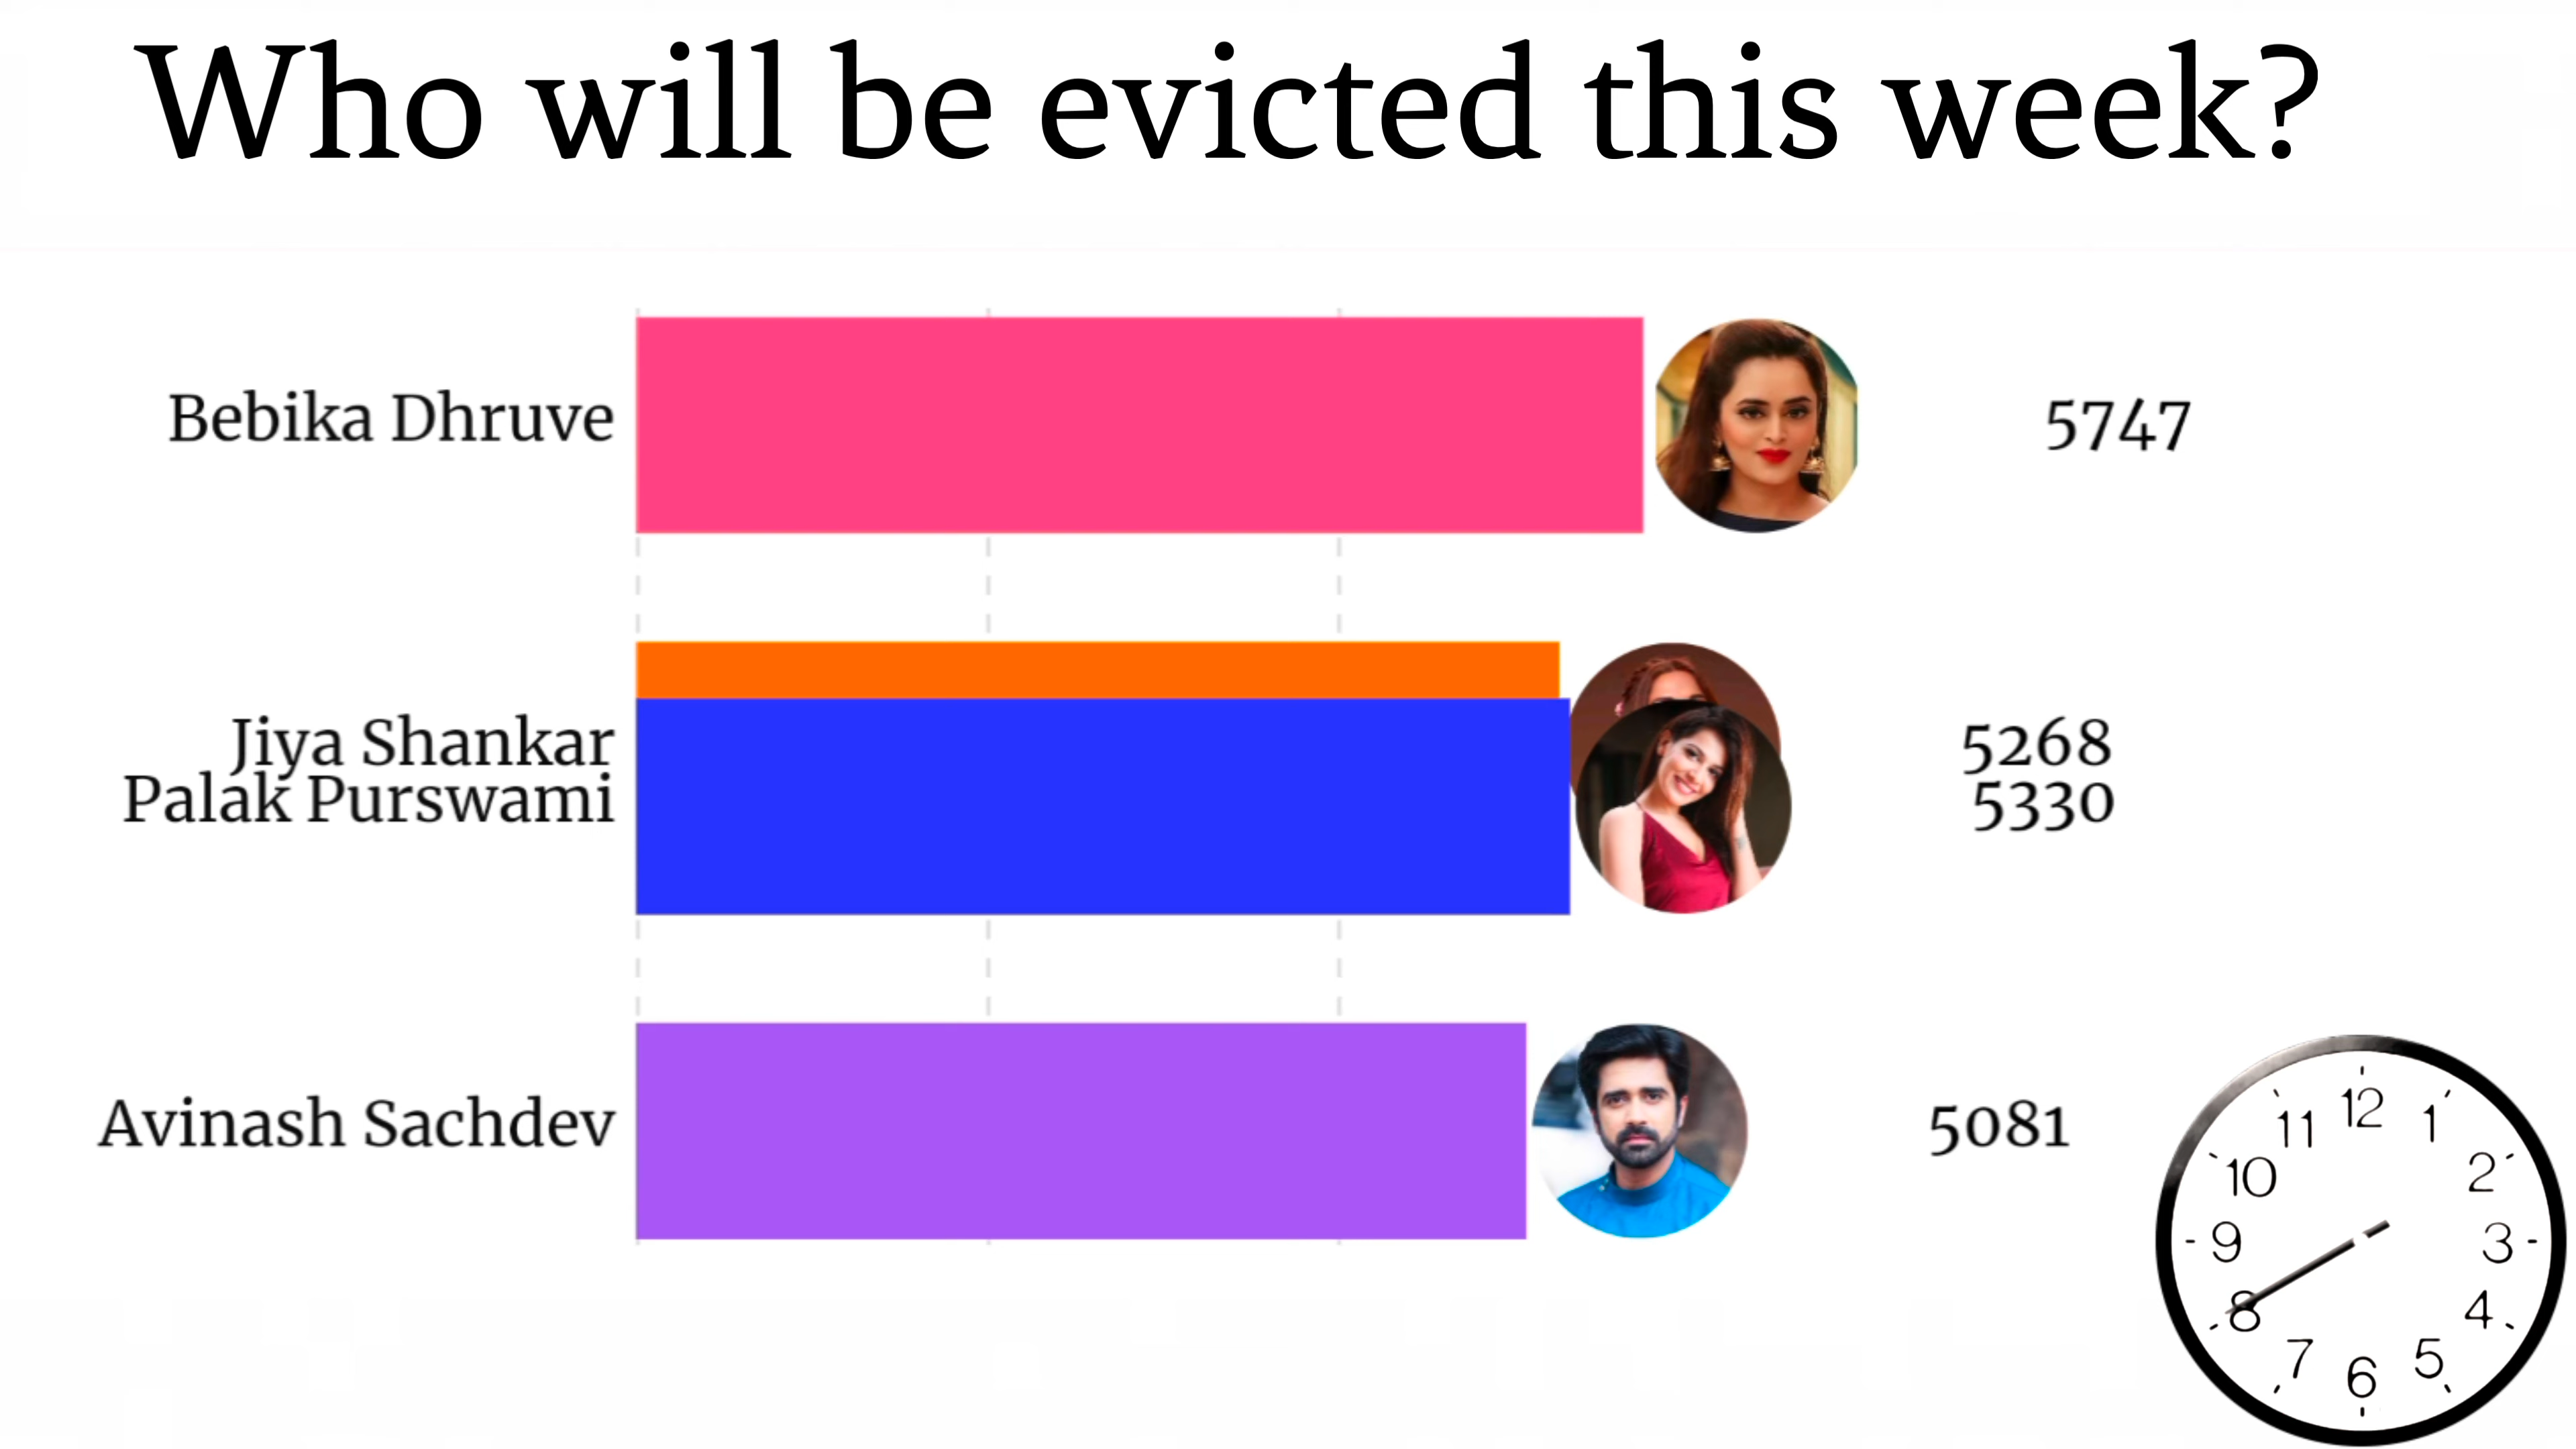 Who will be evicted this week?
Bebika Dhruve 5747
Jiya Shankar 5268
Palak Purswami 5330
Avinash Sachdev 5081
12
11 1
10 2
9 3
8 4
7 5
6